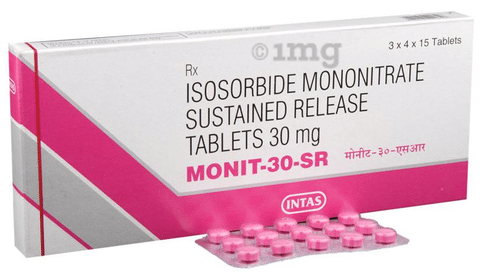 ©1mg
3 x 4 x 15 Tablets
Rx
ISOSORBIDE MONONITRATE
SUSTAINED RELEASE
TABLETS 30 mg
MONIT-30-SR मोनीट-३०-एसआर
INTAS